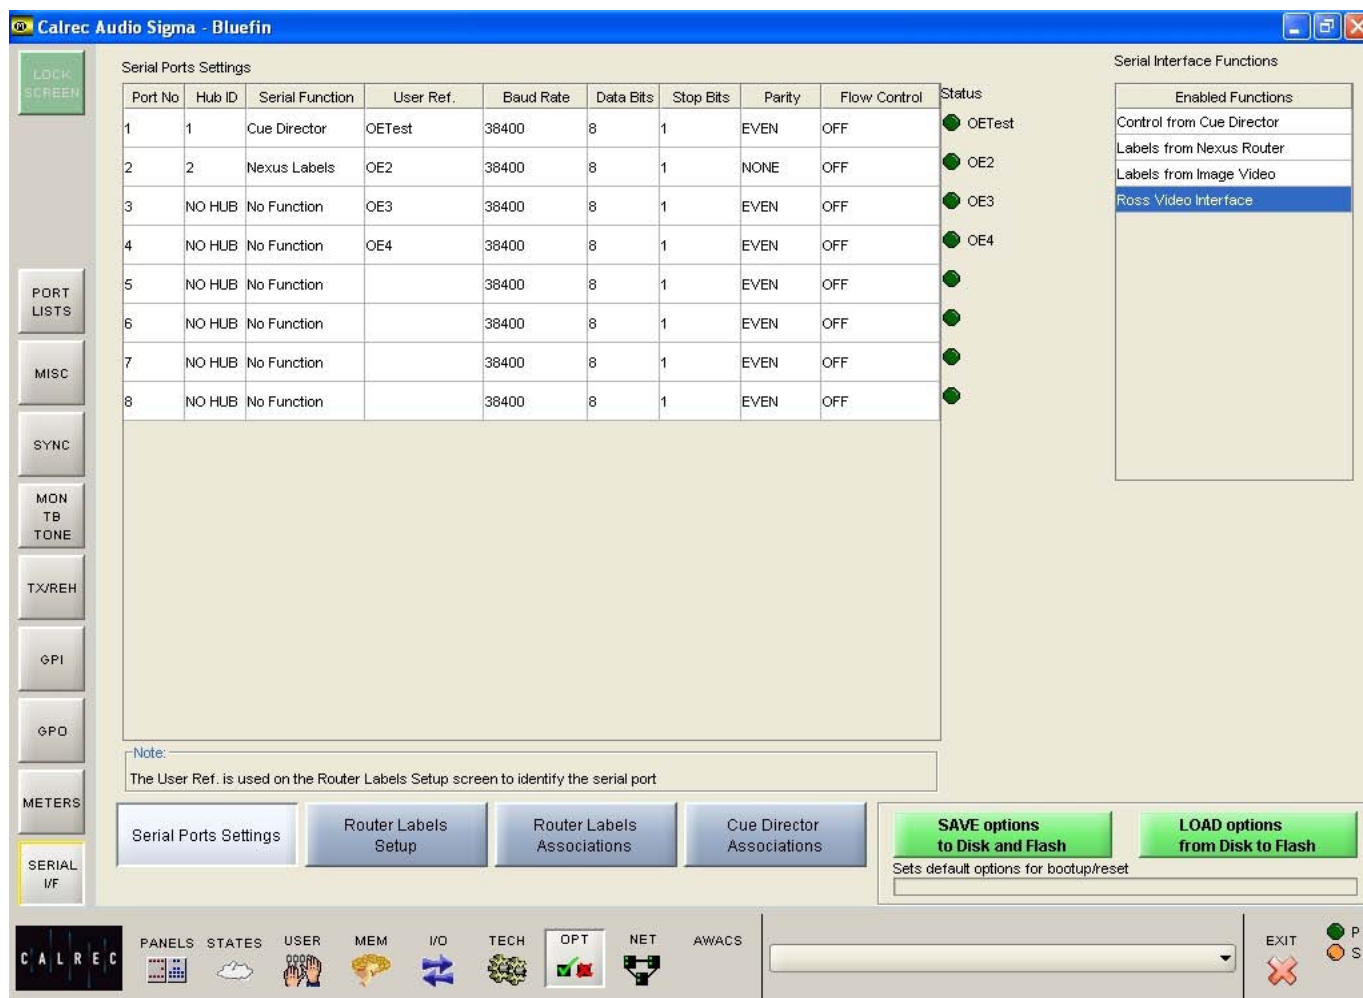 Calrec Audio Sigma - Bluefin
LOCK
SCREEN
Serial Ports Settings
Serial Interface Functions
Port No Hub ID Serial Function User Ref. Baud Rate Data Bits Stop Bits Parity Flow Control Status
1 1 Cue Director OETest 38400 8 1 EVEN OFF OETest
2 2 Nexus Labels OE2 38400 8 1 NONE OFF OE2
3 NO HUB No Function OE3 38400 8 1 EVEN OFF OE3
4 NO HUB No Function OE4 38400 8 1 EVEN OFF OE4
5 NO HUB No Function 38400 8 1 EVEN OFF
6 NO HUB No Function 38400 8 1 EVEN OFF
7 NO HUB No Function 38400 8 1 EVEN OFF
8 NO HUB No Function 38400 8 1 EVEN OFF
Enabled Functions
Control from Cue Director
Labels from Nexus Router
Labels from Image Video
Ross Video Interface
PORT
LISTS
MISC
SYNC
MON
TB
TONE
TX/REH
GPI
GPO
METERS
SERIAL
I/F
Note:
The User Ref. is used on the Router Labels Setup screen to identify the serial port
Serial Ports Settings
Router Labels
Setup
Router Labels
Associations
Cue Director
Associations
SAVE options
to Disk and Flash
LOAD options
from Disk to Flash
Sets default options for bootup/reset
CALREC
PANELS STATES USER MEM I/O TECH OPT NET AWACS
EXIT
P
S